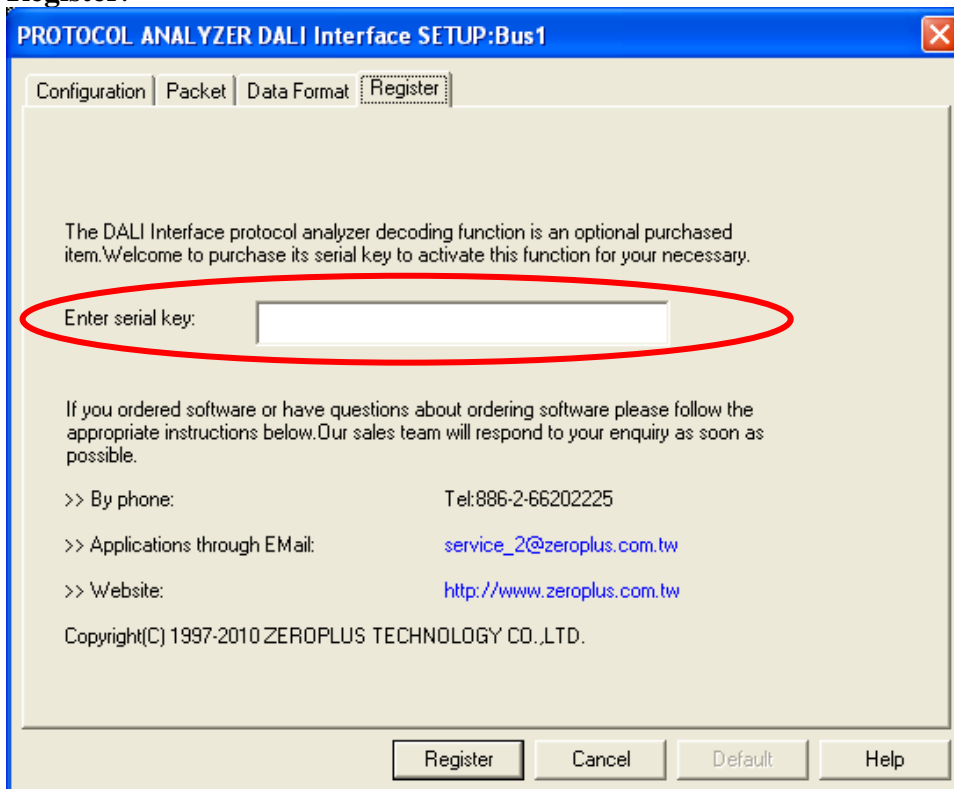 Register:
PROTOCOL ANALYZER DALI Interface SETUP:Bus1
Configuration Packet Data Format Register
The DALI Interface protocol analyzer decoding function is an optional purchased
item.Welcome to purchase its serial key to activate this function for your necessary.
Enter serial key:
If you ordered software or have questions about ordering software please follow the
appropriate instructions below.Our sales team will respond to your enquiry as soon as
possible.
>> By phone: Tel:886-2-66202225
>> Applications through EMail: service_2@zeroplus.com.tw
>> Website: http://www.zeroplus.com.tw
Copyright(C) 1997-2010 ZEROPLUS TECHNOLOGY CO.,LTD.
Register Cancel Default Help